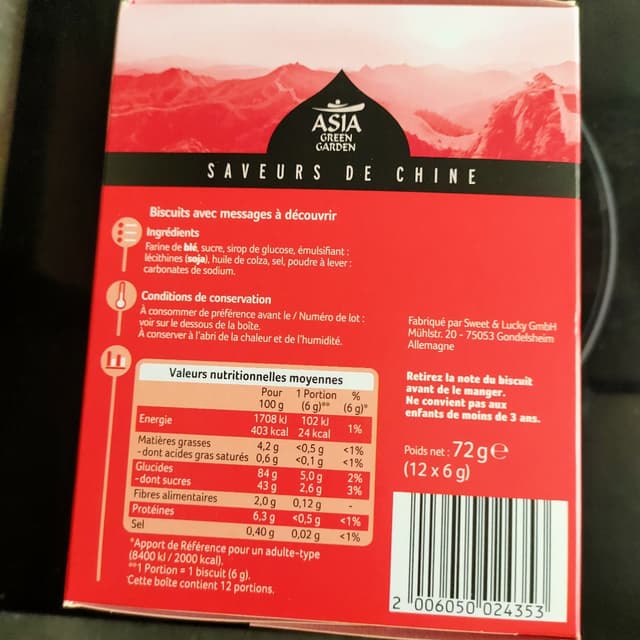 ASIA
GREEN
GARDEN
SAVEURS DE CHINE
Biscuits avec messages à découvrir
Ingrédients
Farine de blé, sucre, sirop de glucose, émulsifiant :
lécithines (soja), huile de colza, sel, poudre à lever :
carbonates de sodium.
Conditions de conservation
À consommer de préférence avant le / Numéro de lot :
voir sur le dessous de la boîte.
À conserver à l'abri de la chaleur et de l'humidité.
Fabriqué par Sweet & Lucky GmbH
Mühlstr. 20 - 75053 Gondelsheim
Allemagne
Retirez la note du biscuit
avant de le manger.
Ne convient pas aux
enfants de moins de 3 ans.
Poids net : 72 g e
(12 x 6 g)
Valeurs nutritionnelles moyennes
Pour 100 g 1 Portion (6 g)** % (6 g)*
Energie 1708 kJ 102 kJ 1%
403 kcal 24 kcal
Matières grasses 4,2 g <0,5 g <1%
-dont acides gras saturés 0,6 g <0,1 g <1%
Glucides 84 g 5,0 g 2%
-dont sucres 43 g 2,6 g 3%
Fibres alimentaires 2,0 g 0,12 g -
Protéines 6,3 g <0,5 g <1%
Sel 0,40 g 0,02 g <1%
*Apport de Référence pour un adulte-type
(8400 kJ / 2000 kcal).
**1 Portion = 1 biscuit (6 g).
Cette boîte contient 12 portions.
2 006050 024353